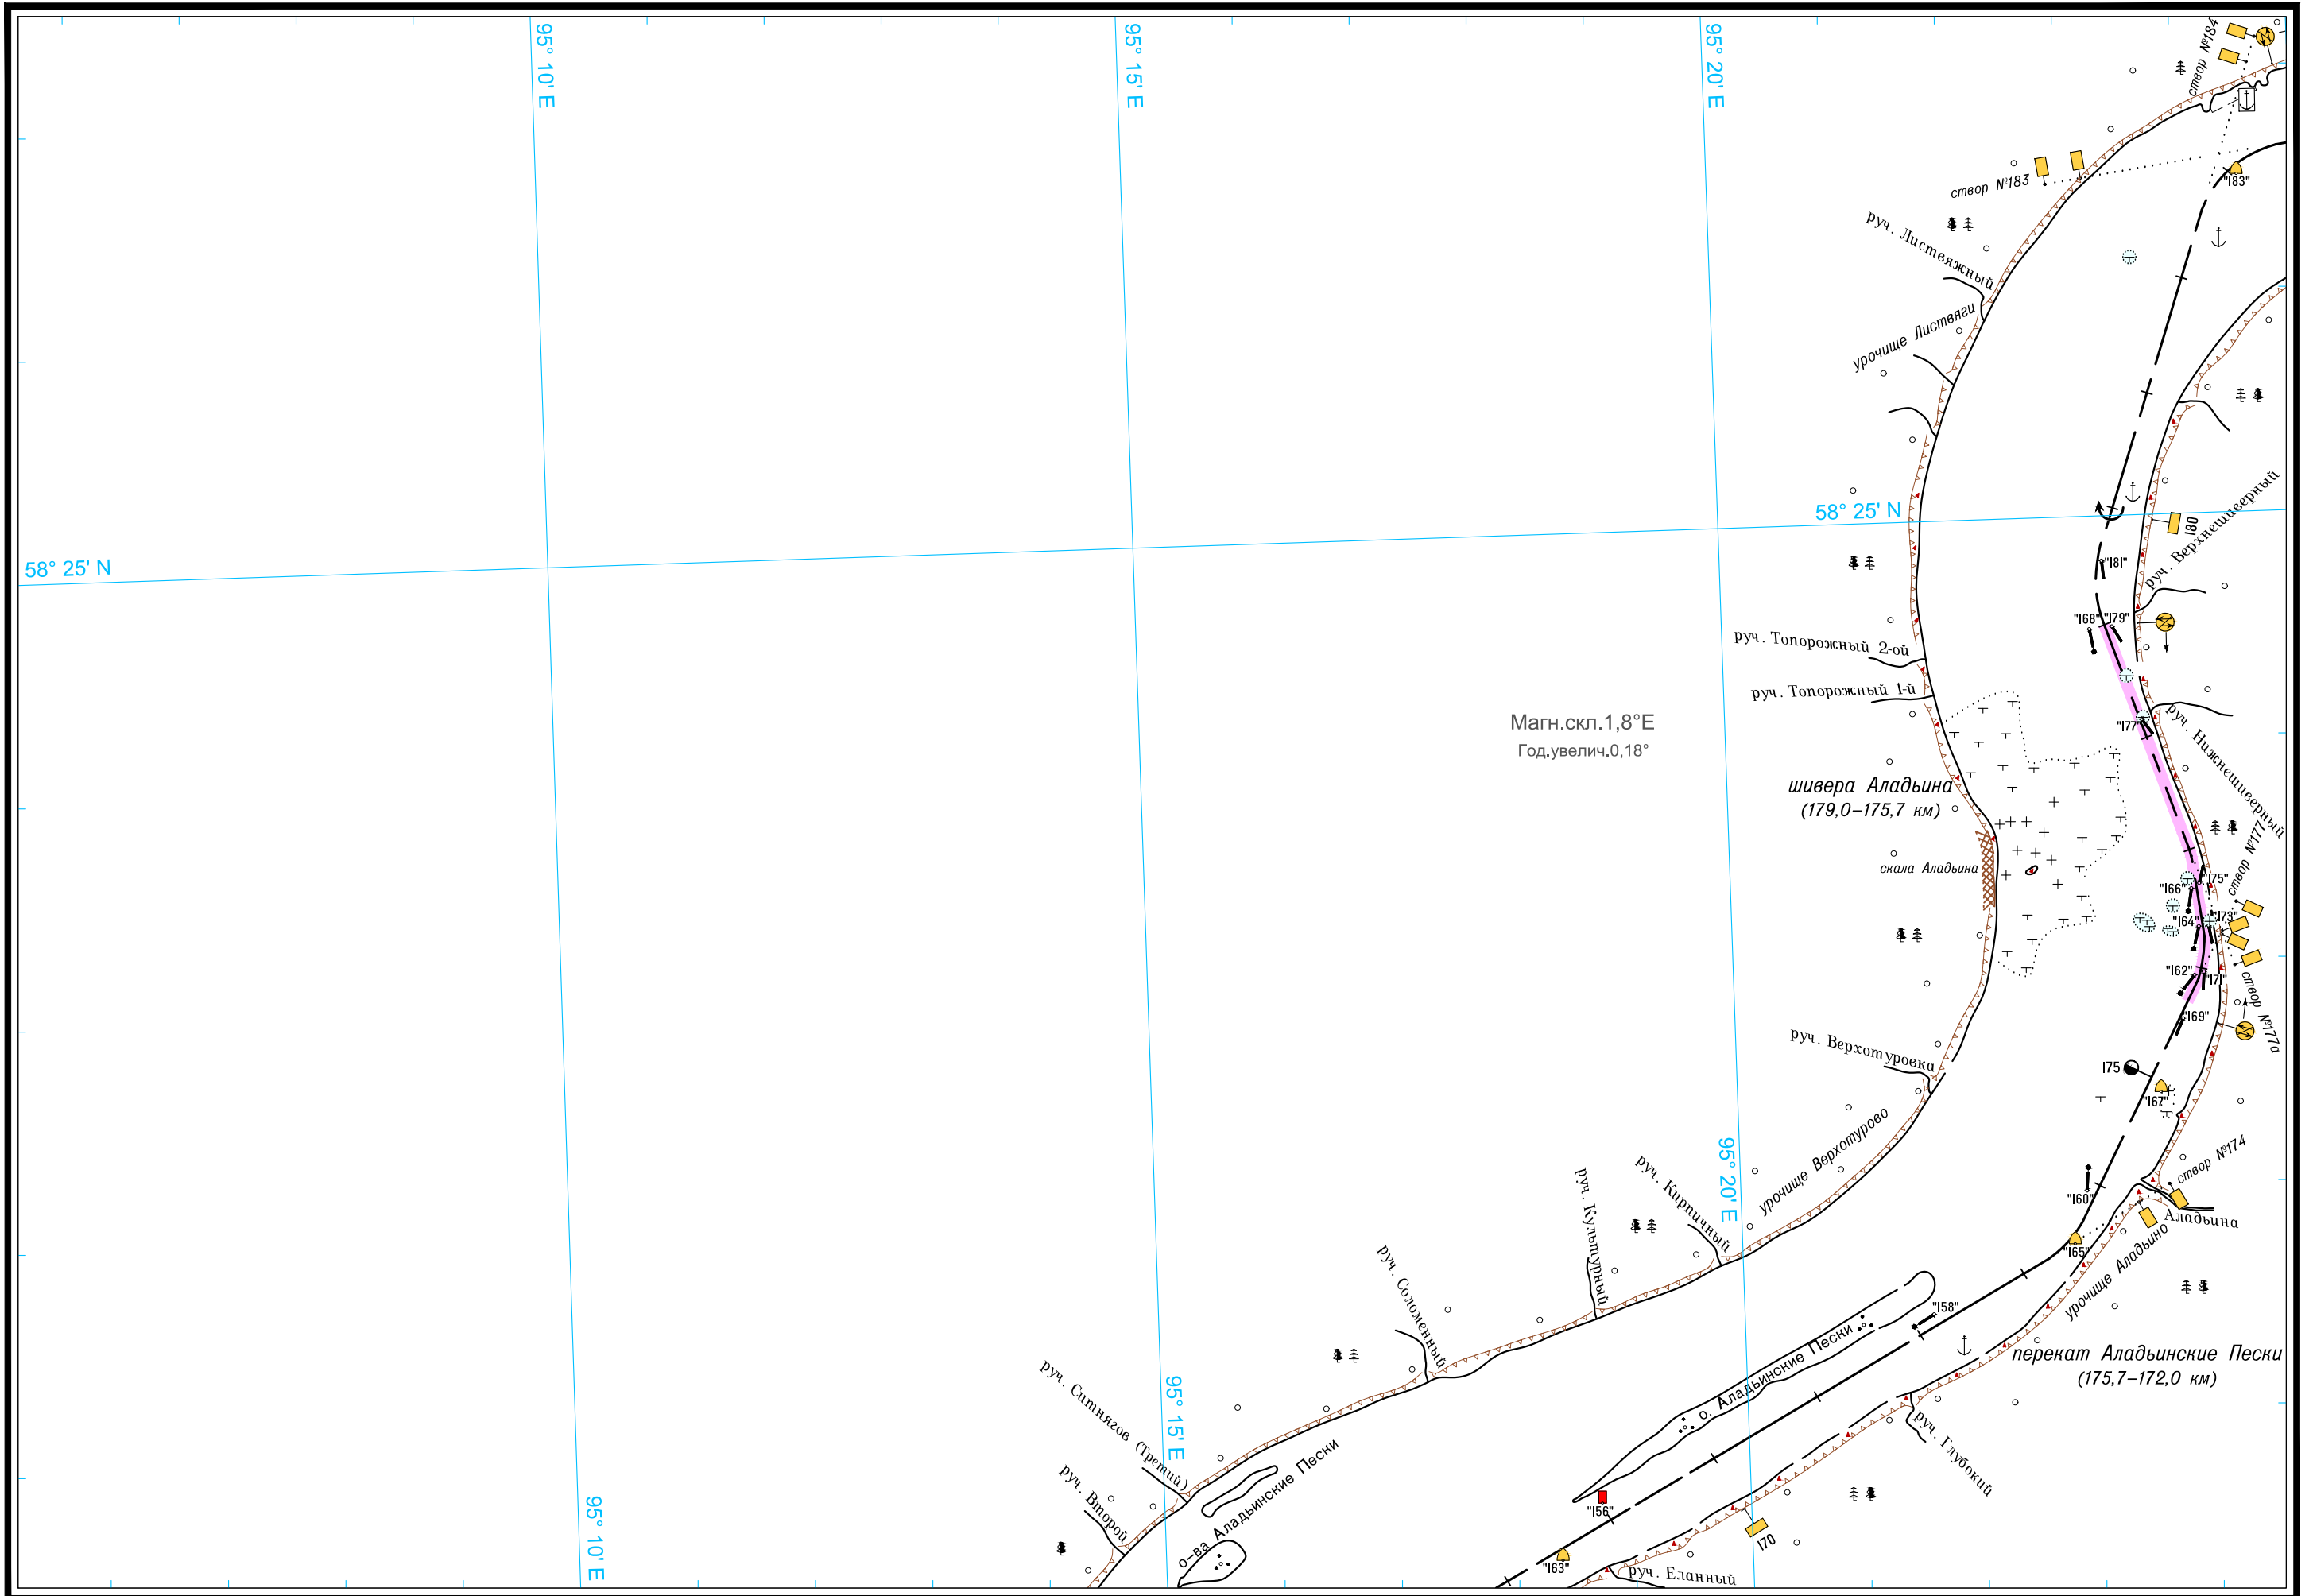 95° 10' E
95° 15' E
95° 20' E
створ №184
створ №183
"183"
руч. Листвяжный
урочище Листвяги
58° 25' N
180
руч. Верхнешиверный
58° 25' N
"181"
"168"
"179"
руч. Топорожный 2-ой
руч. Топорожный 1-й
"177"
руч. Нижнешиверный
Магн.скл.1,8°E
Год.увелич.0,18°
шивера Аладьина
(179,0–175,7 км)
скала Аладьина
створ №177
"175"
"166"
"173"
"164"
"162"
"171"
створ №177а
"169"
руч. Верхотуровка
175
"167"
урочище Верхотурово
95° 20' E
створ №174
"160"
Аладьина
"165"
урочище Аладьино
руч. Кирпичный
руч. Культурный
руч. Соломенный
"158"
перекат Аладьинские Пески
(175,7–172,0 км)
о. Аладьинские Пески
руч. Ситнягов (Третий)
95° 15' E
руч. Глубокий
руч. Второй
о-ва Аладьинские Пески
"156"
170
95° 10' E
"163"
руч. Еланный